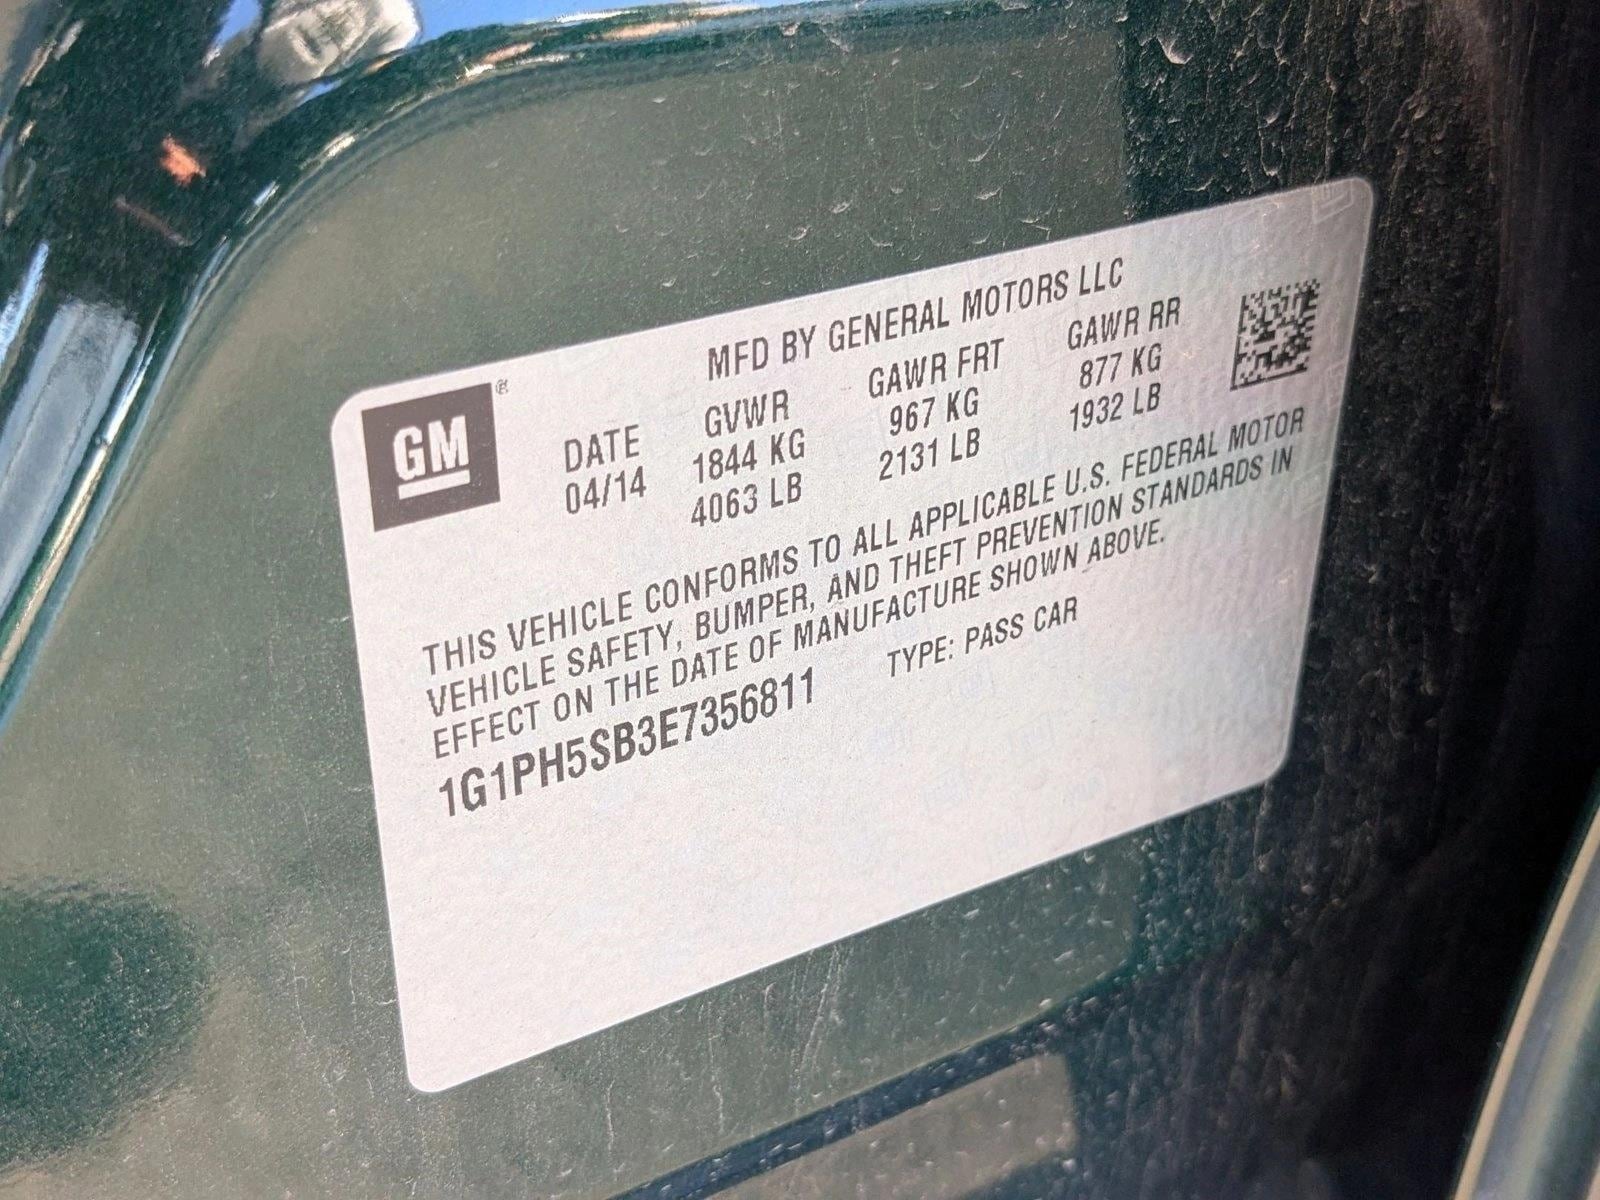 MFD BY GENERAL MOTORS LLC
GM ®
DATE GVWR GAWR FRT GAWR RR
04/14 1844 KG 967 KG 877 KG
4063 LB 2131 LB 1932 LB
THIS VEHICLE CONFORMS TO ALL APPLICABLE U.S. FEDERAL MOTOR
VEHICLE SAFETY, BUMPER, AND THEFT PREVENTION STANDARDS IN
EFFECT ON THE DATE OF MANUFACTURE SHOWN ABOVE.
1G1PH5SB3E7356811 TYPE: PASS CAR